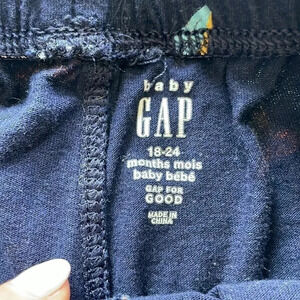 baby
GAP
18-24
months mois
baby bébé
GAP FOR
GOOD
MADE IN
CHINA